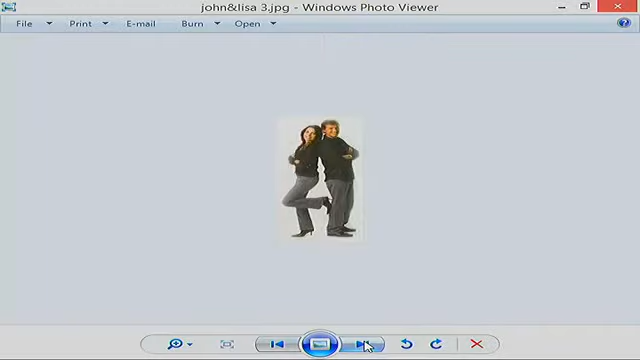 john&lisa 3.jpg - Windows Photo Viewer
File Print E-mail Burn Open